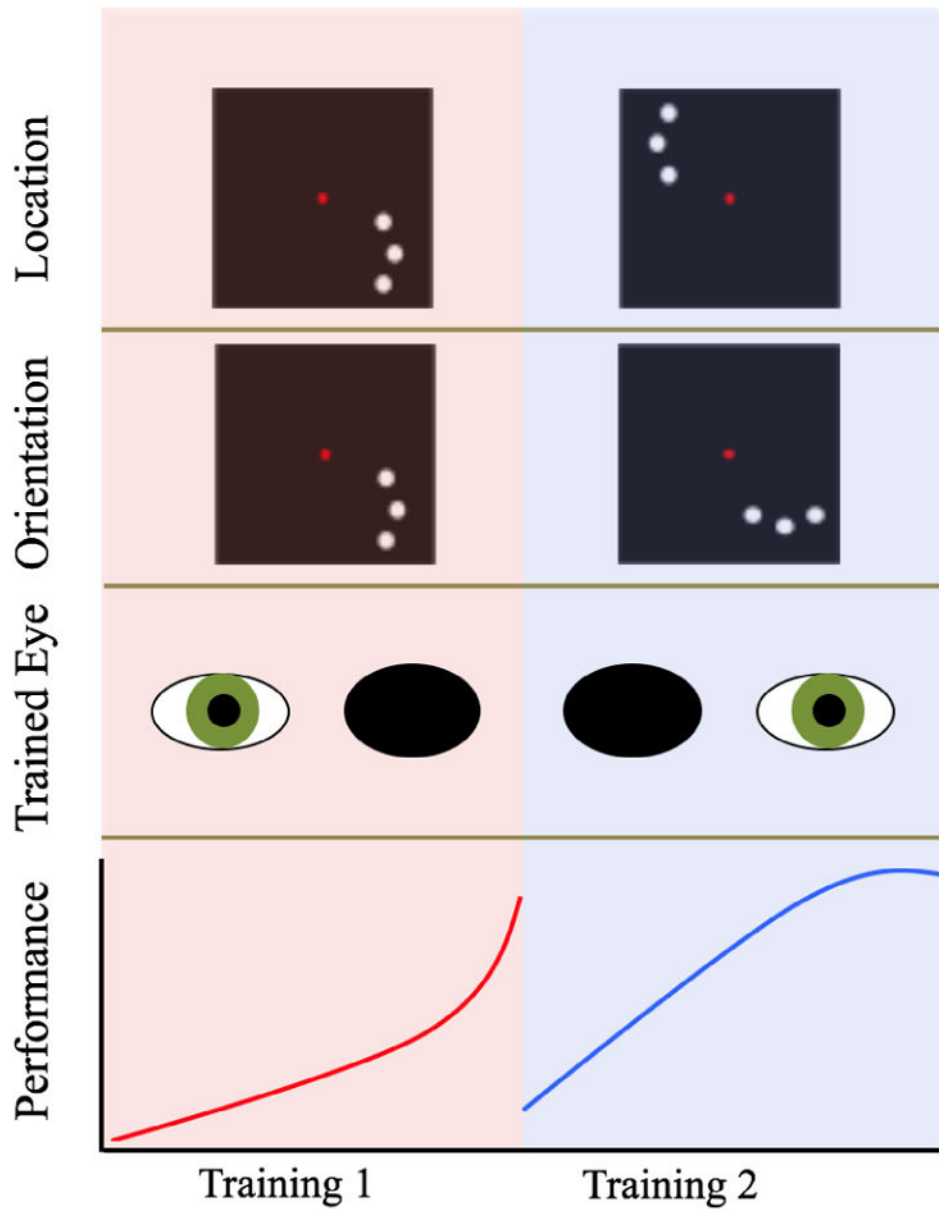 Location
Orientation
Trained Eye
Performance
Training 1
Training 2